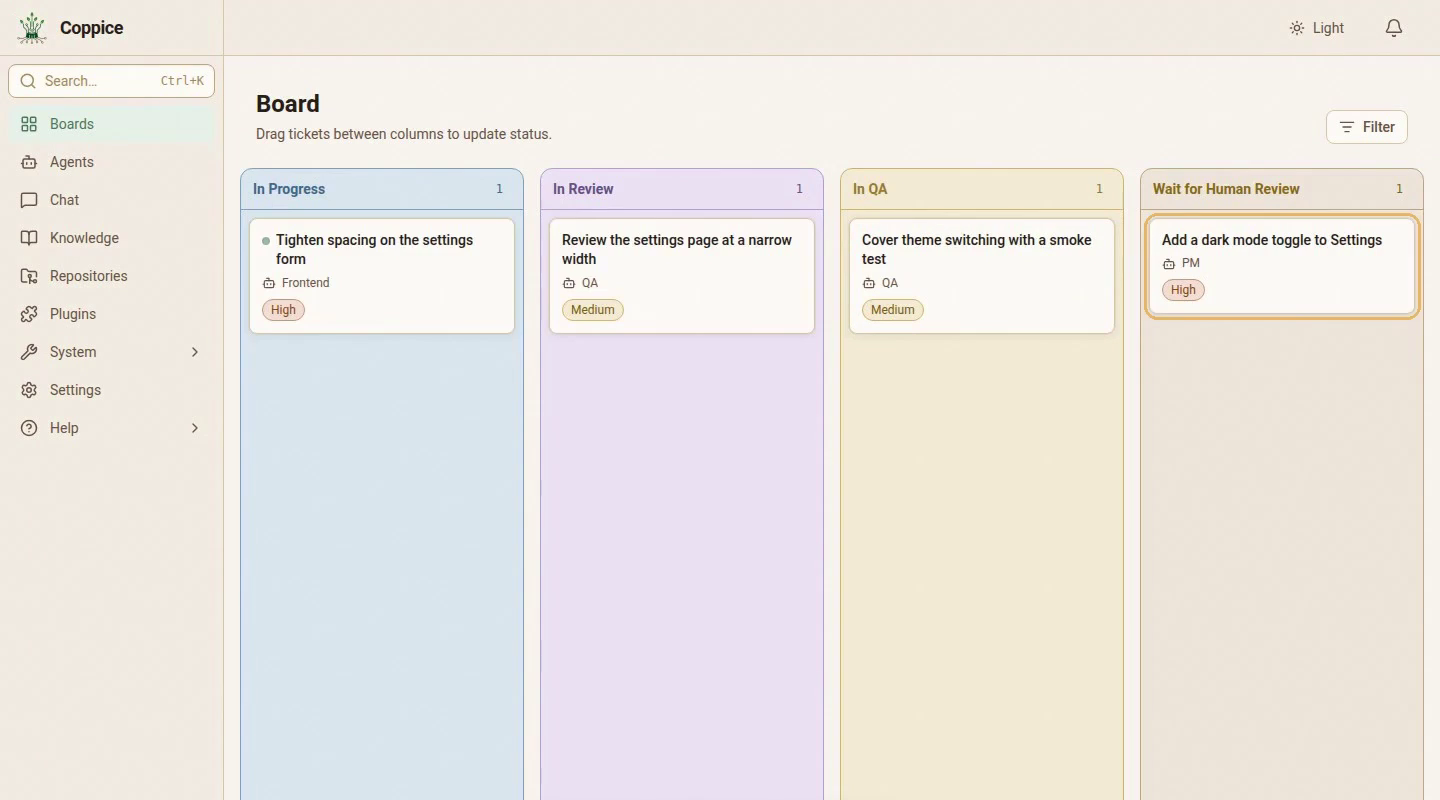 Coppice
Light
Search...
Ctrl+K
Boards
Agents
Chat
Knowledge
Repositories
Plugins
System
Settings
Help
Board
Drag tickets between columns to update status.
Filter
In Progress
1
Tighten spacing on the settings
form
Frontend
High
In Review
1
Review the settings page at a narrow
width
QA
Medium
In QA
1
Cover theme switching with a smoke
test
QA
Medium
Wait for Human Review
1
Add a dark mode toggle to Settings
PM
High